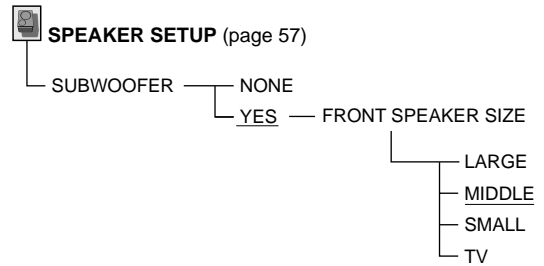 SPEAKER SETUP (page 57)
SUBWOOFER
NONE
YES
FRONT SPEAKER SIZE
LARGE
MIDDLE
SMALL
TV